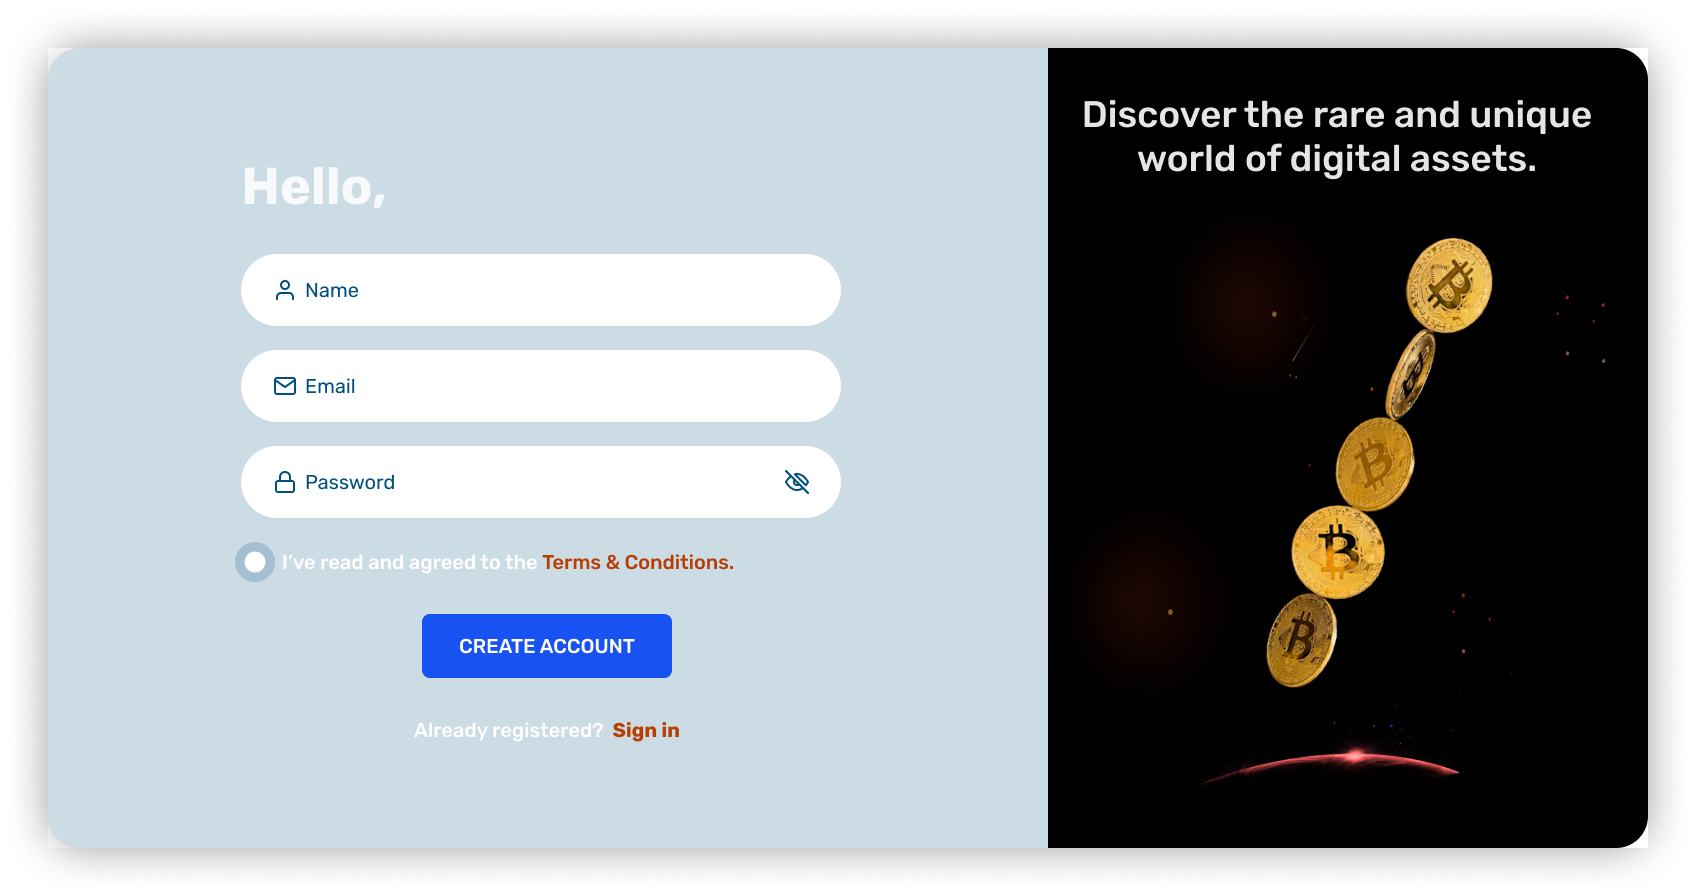 Hello,
Name
Email
Password
I've read and agreed to the Terms & Conditions.
CREATE ACCOUNT
Already registered? Sign in
Discover the rare and unique
world of digital assets.